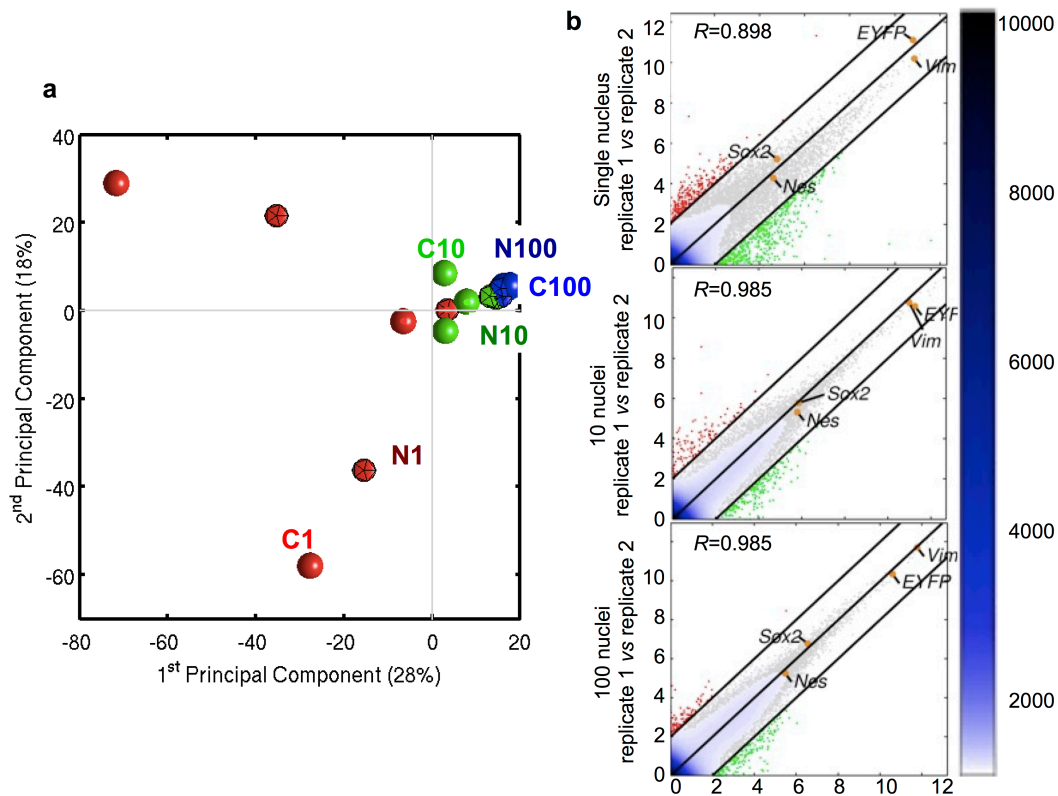 a
40
20
0
-20
-40
-60
-80
-60
-40
-20
0
20
2nd Principal Component (18%)
1st Principal Component (28%)
C10
N100
C100
N10
N1
C1
b
R=0.898
EYFP
Vim
Sox2
Nes
12
10
8
6
4
2
0
Single nucleus
replicate 1 vs replicate 2
R=0.985
EYF
Vim
Sox2
Nes
10
8
6
4
2
0
10 nuclei
replicate 1 vs replicate 2
R=0.985
Vim
EYFP
Sox2
Nes
10
8
6
4
2
0
100 nuclei
replicate 1 vs replicate 2
0
2
4
6
8
10
12
10000
8000
6000
4000
2000